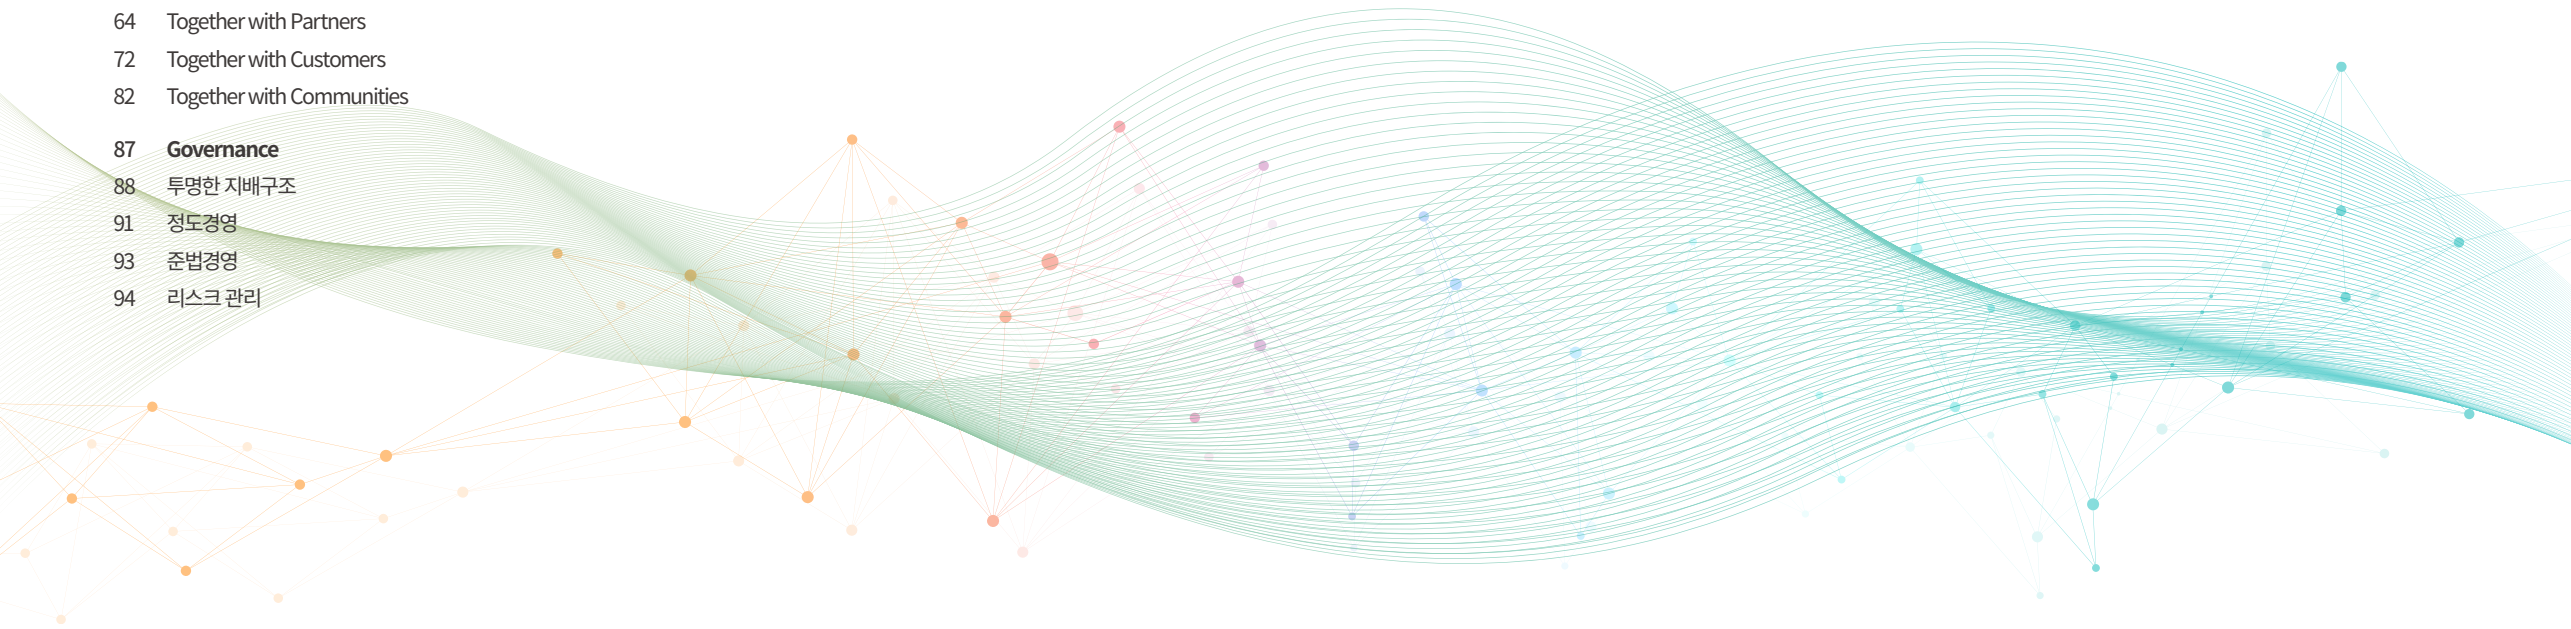 64 Together with Partners
72 Together with Customers
82 Together with Communities
87 Governance
88 투명한 지배구조
91 정도경영
93 준법경영
94 리스크 관리